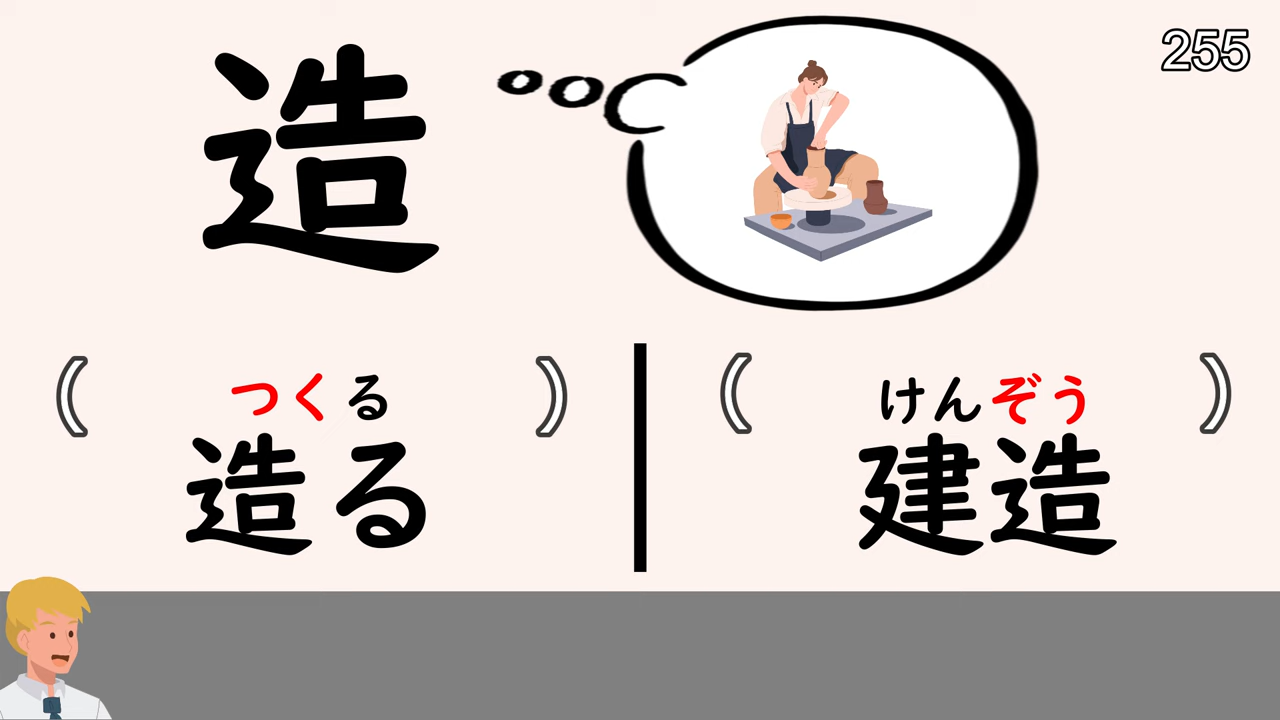 造
255
《 つくる 》
造る
《 けんぞう 》
建造